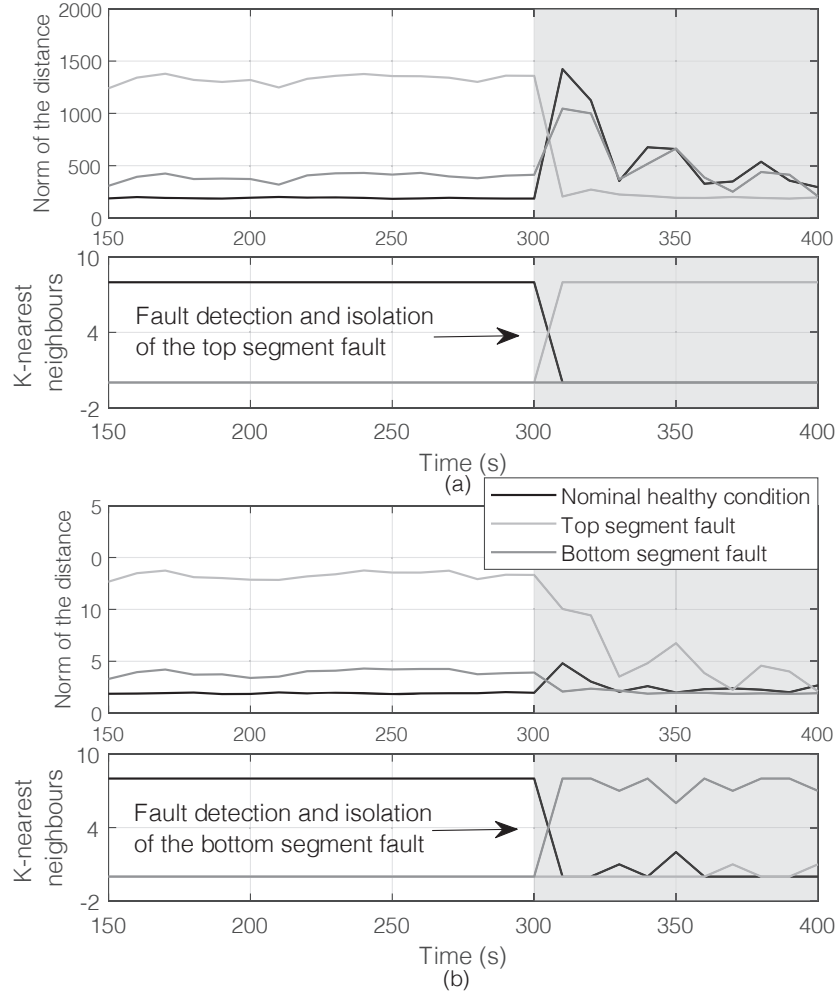 2000
1500
1000
500
0
Norm of the distance
150 200 250 300 350 400
10
4
-2
K-nearest
neighbours
Fault detection and isolation
of the top segment fault
150 200 250 300 350 400
Time (s)
(a)
Nominal healthy condition
Top segment fault
Bottom segment fault
5
0
10
5
0
Norm of the distance
150 200 250 300 350 400
10
4
-2
K-nearest
neighbours
Fault detection and isolation
of the bottom segment fault
150 200 250 300 350 400
Time (s)
(b)